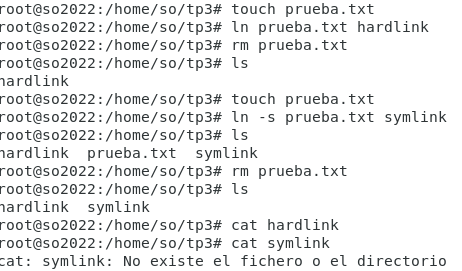 root@so2022:/home/so/tp3# touch prueba.txt
root@so2022:/home/so/tp3# ln prueba.txt hardlink
root@so2022:/home/so/tp3# rm prueba.txt
root@so2022:/home/so/tp3# ls
hardlink
root@so2022:/home/so/tp3# touch prueba.txt
root@so2022:/home/so/tp3# ln -s prueba.txt symlink
root@so2022:/home/so/tp3# ls
hardlink  prueba.txt  symlink
root@so2022:/home/so/tp3# rm prueba.txt
root@so2022:/home/so/tp3# ls
hardlink  symlink
root@so2022:/home/so/tp3# cat hardlink
root@so2022:/home/so/tp3# cat symlink
cat: symlink: No existe el fichero o el directorio